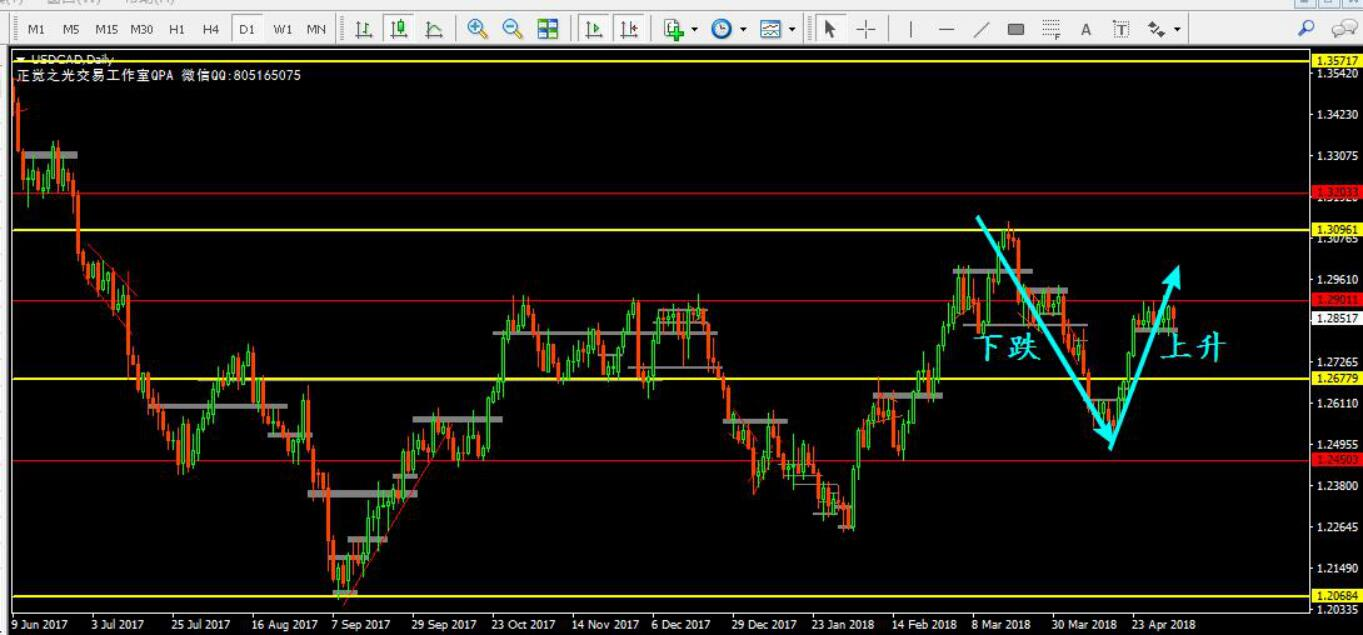 M1 M5 M15 M30 H1 H4 D1 W1 MN
A T
USDCAD,Daily
正觉之光交易工作室QPA 微信QQ:805165075
1.35717
1.35420
1.34230
1.33075
1.30961
1.30765
1.29610
1.29011
1.28517
下跌
上升
1.27265
1.26779
1.26110
1.24955
1.24503
1.23800
1.22645
1.21490
1.20684
1.20335
9 Jun 2017 3 Jul 2017 25 Jul 2017 16 Aug 2017 7 Sep 2017 29 Sep 2017 23 Oct 2017 14 Nov 2017 6 Dec 2017 29 Dec 2017 23 Jan 2018 14 Feb 2018 8 Mar 2018 30 Mar 2018 23 Apr 2018